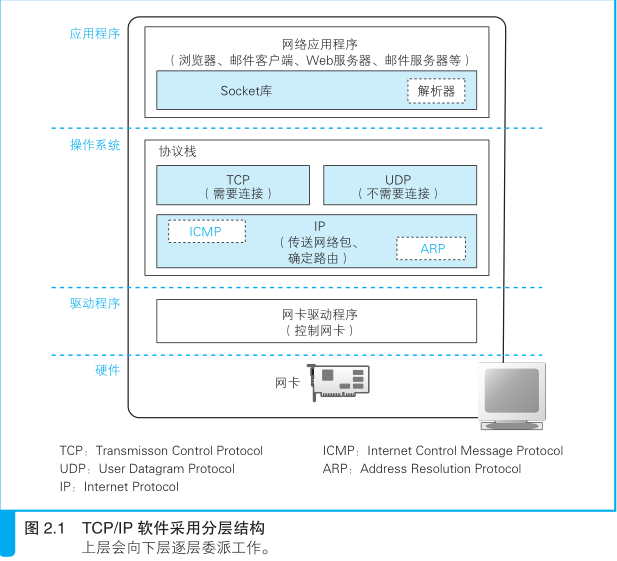 应用程序
网络应用程序
（浏览器、邮件客户端、Web服务器、邮件服务器等）
Socket库
解析器
操作系统
协议栈
TCP
（需要连接）
UDP
（不需要连接）
ICMP
IP
（传送网络包、
确定路由）
ARP
驱动程序
网卡驱动程序
（控制网卡）
硬件
网卡
TCP：Transmisson Control Protocol
UDP：User Datagram Protocol
IP：Internet Protocol
ICMP：Internet Control Message Protocol
ARP：Address Resolution Protocol
图 2.1 TCP/IP 软件采用分层结构
上层会向下层逐层委派工作。